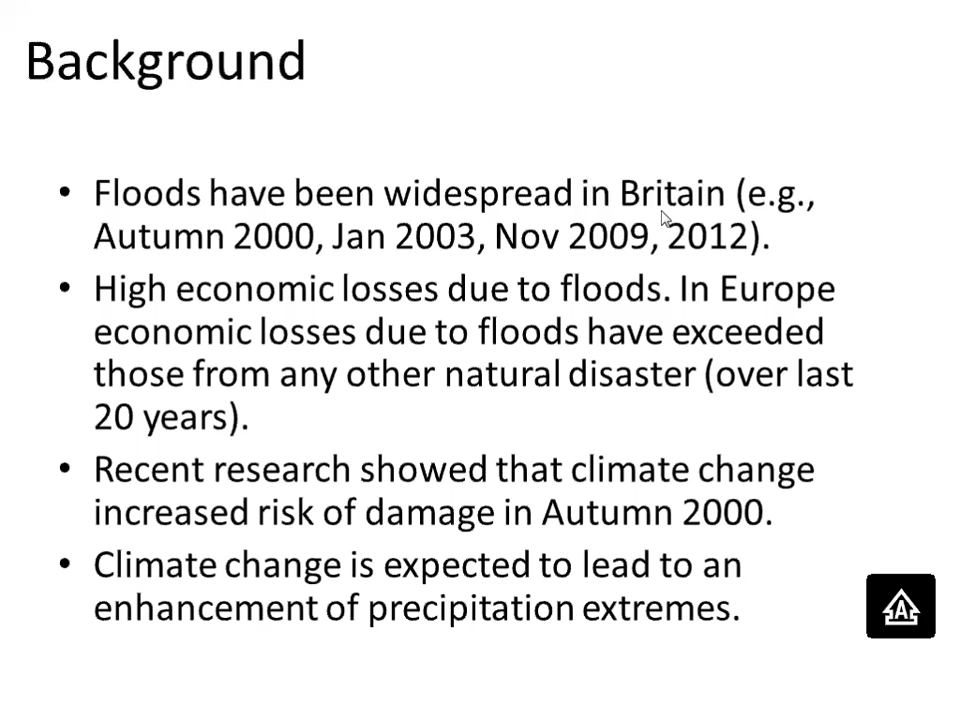 Background
• Floods have been widespread in Britain (e.g.,
Autumn 2000, Jan 2003, Nov 2009, 2012).
• High economic losses due to floods. In Europe
economic losses due to floods have exceeded
those from any other natural disaster (over last
20 years).
• Recent research showed that climate change
increased risk of damage in Autumn 2000.
• Climate change is expected to lead to an
enhancement of precipitation extremes.
A